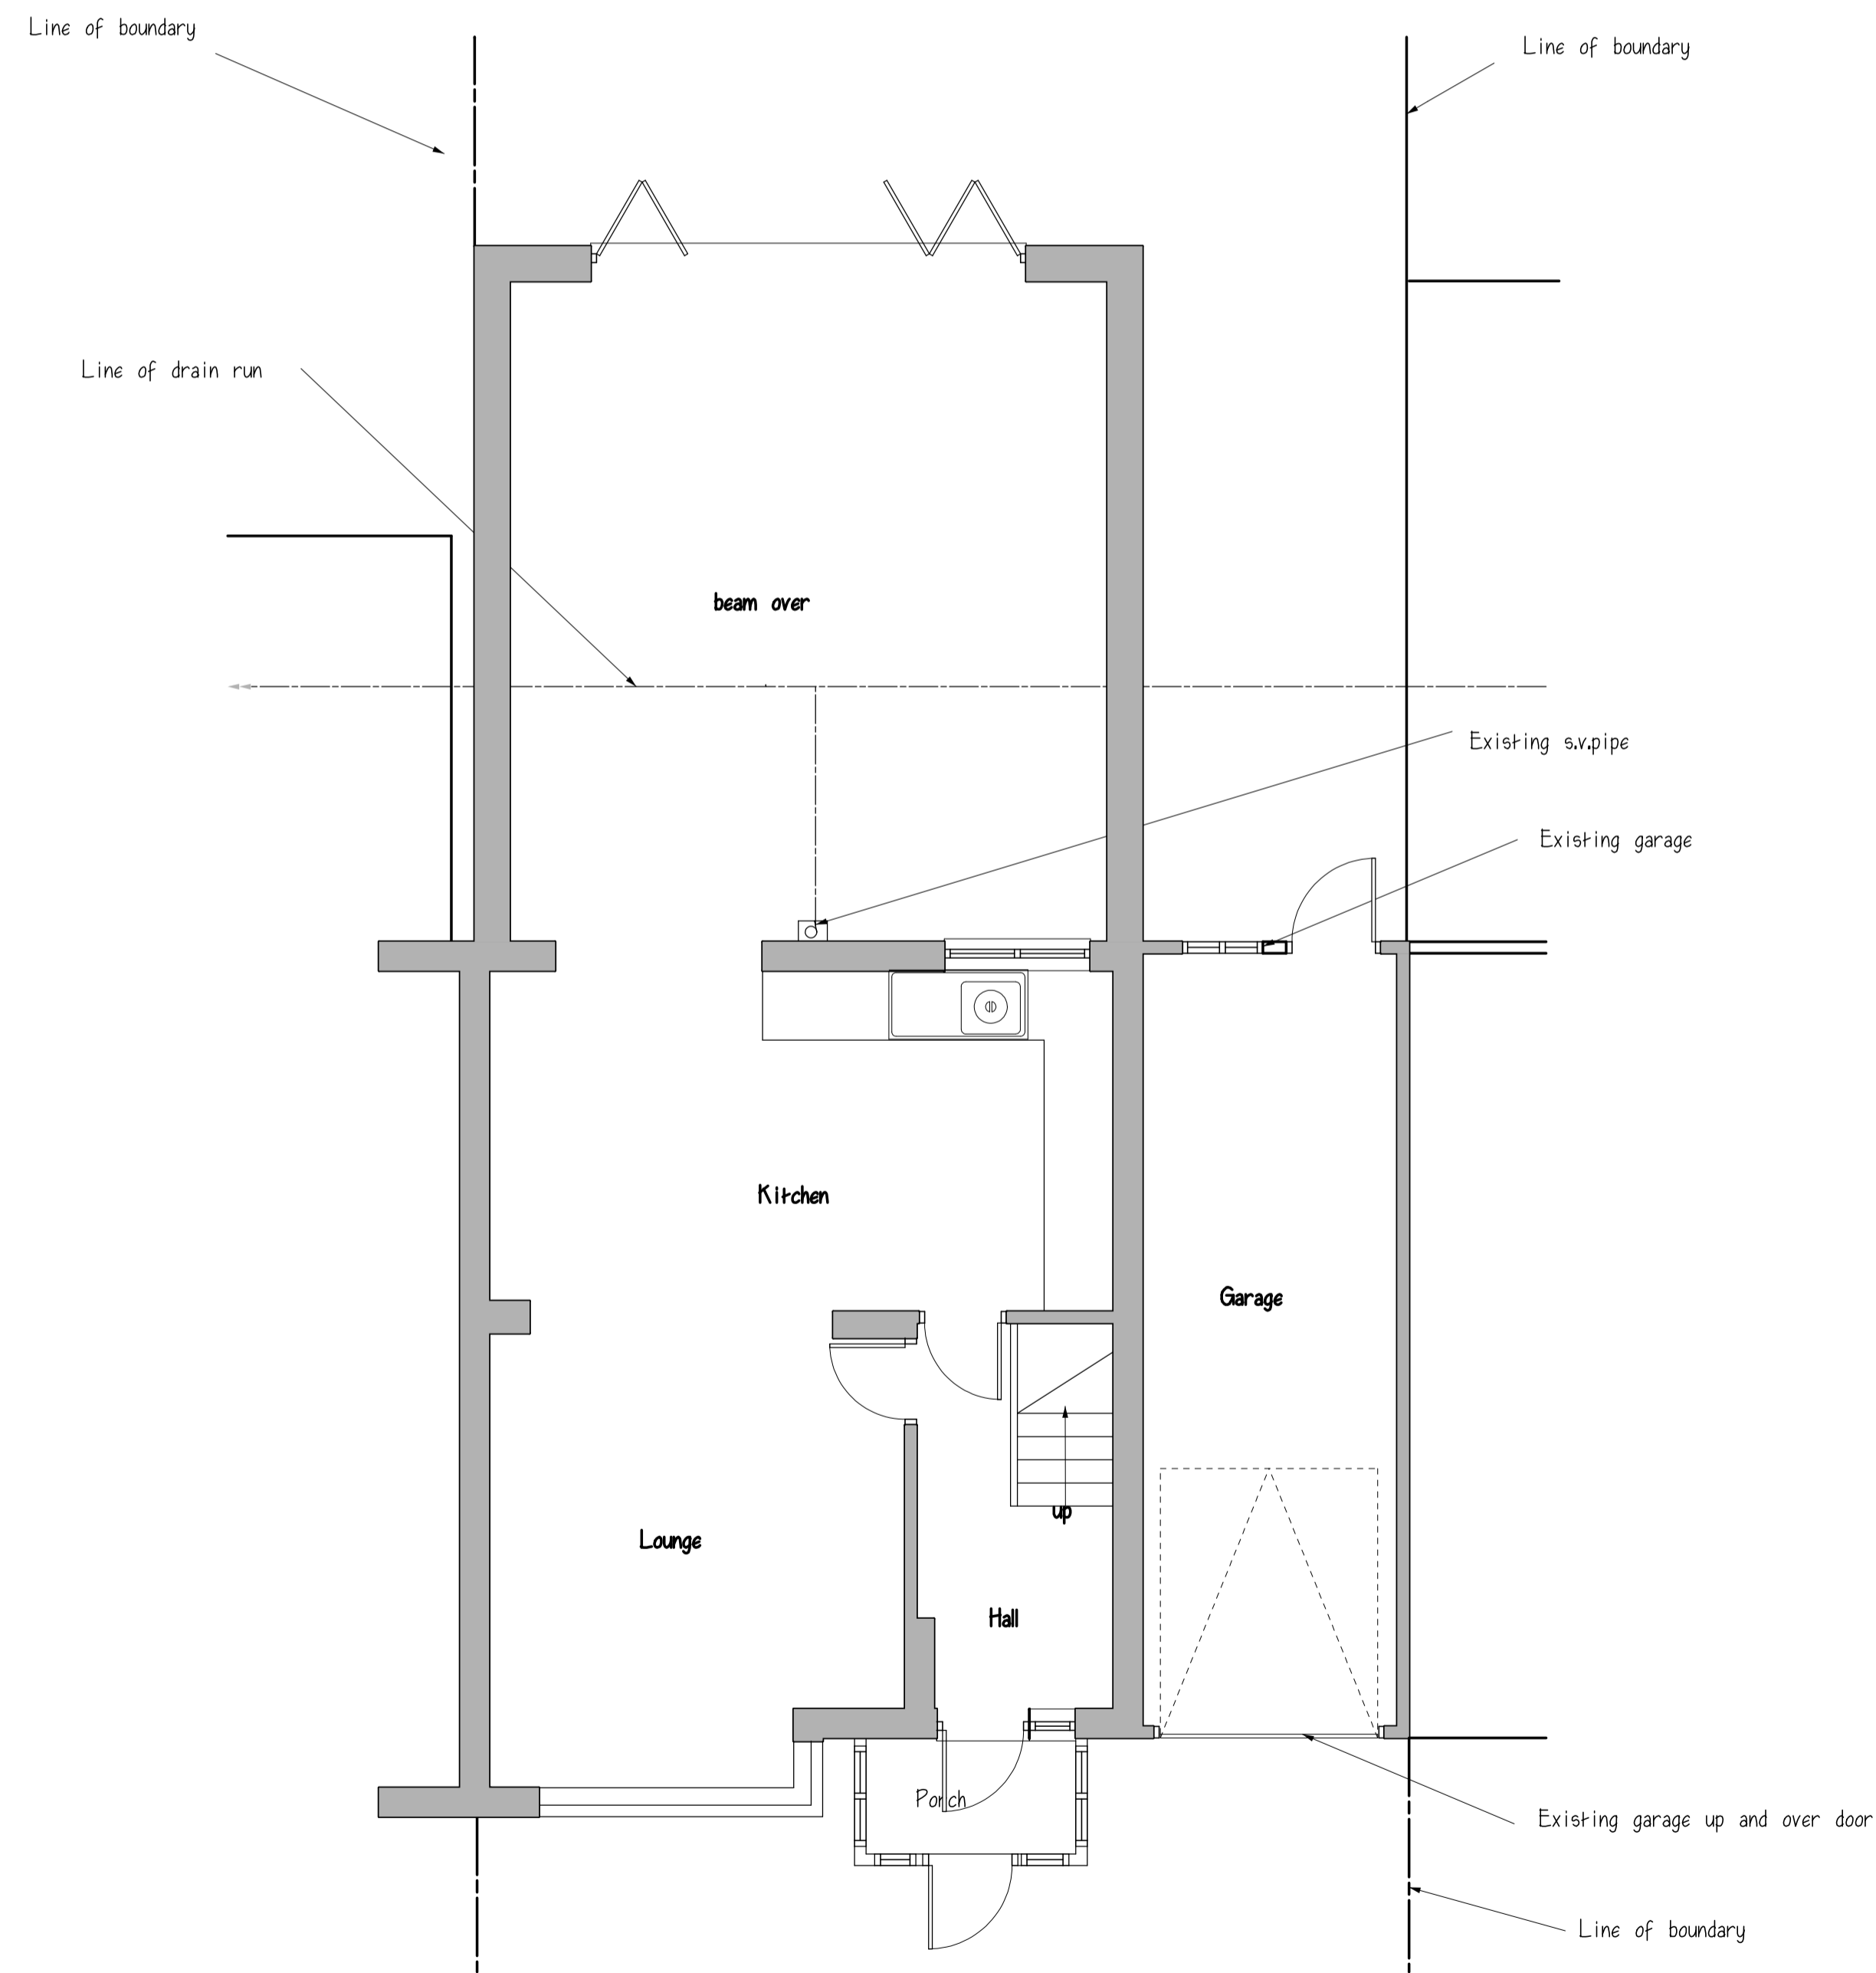 Line of boundary
Line of boundary
Line of drain run
beam over
Existing s.v.pipe
Existing garage
Kitchen
Garage
up
Lounge
Hall
Porch
Existing garage up and over door
Line of boundary